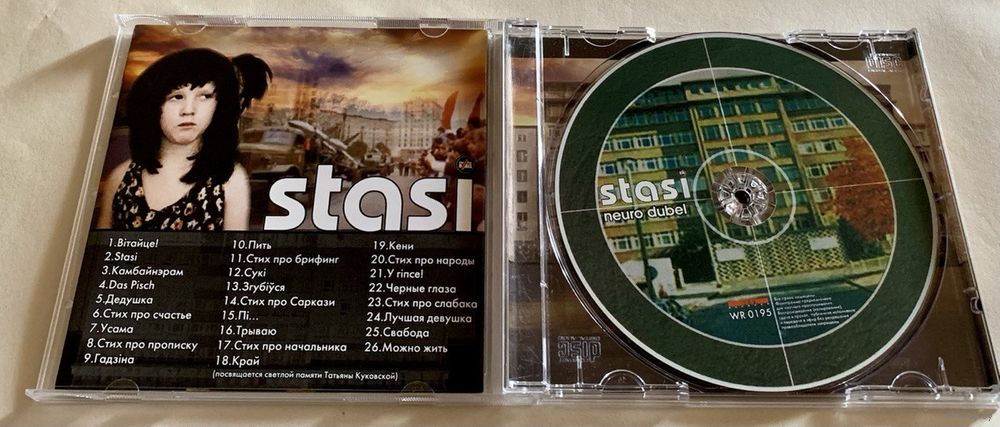 stasi
1.Вітайце!
2.Stasi
3.Камбайнэрам
4.Das Pisch
5.Дедушка
6.Стих про счастье
7.Усама
8.Стих про прописку
9.Гадзіна
10.Пить
11.Стих про брифинг
12.Сукі
13.Згубіўся
14.Стих про Саркази
15.Пі...
16.Трываю
17.Стих про начальника
18.Край
(посвящается светлой памяти Татьяны Куковской)
19.Кени
20.Стих про народы
21.У rince!
22.Черные глаза
23.Стих про слабака
24.Лучшая девушка
25.Свабода
26.Можно жить
stasi
neuro dubel
WR 0195
disc
disc